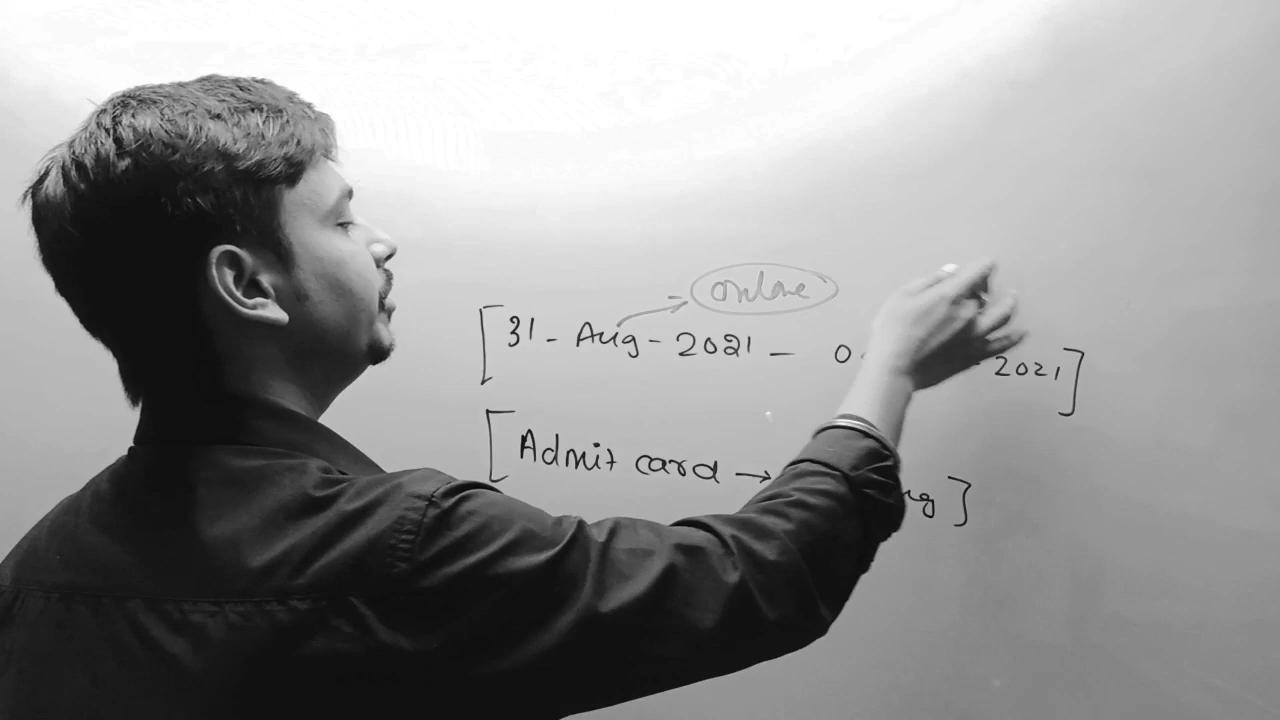 online
[31 - Aug - 2021 - 0 - 2021]
[Admit card →]